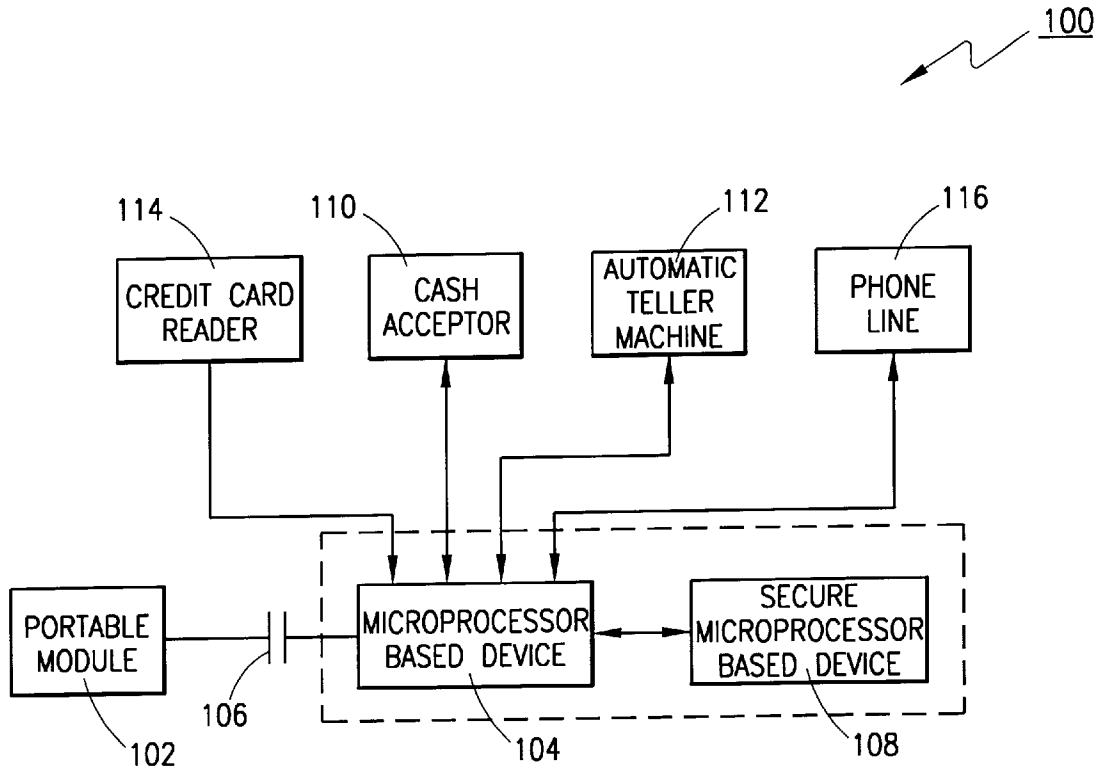 100
114
110
112
116
CREDIT CARD
READER
CASH
ACCEPTOR
AUTOMATIC
TELLER
MACHINE
PHONE
LINE
PORTABLE
MODULE
MICROPROCESSOR
BASED DEVICE
SECURE
MICROPROCESSOR
BASED DEVICE
102
106
104
108